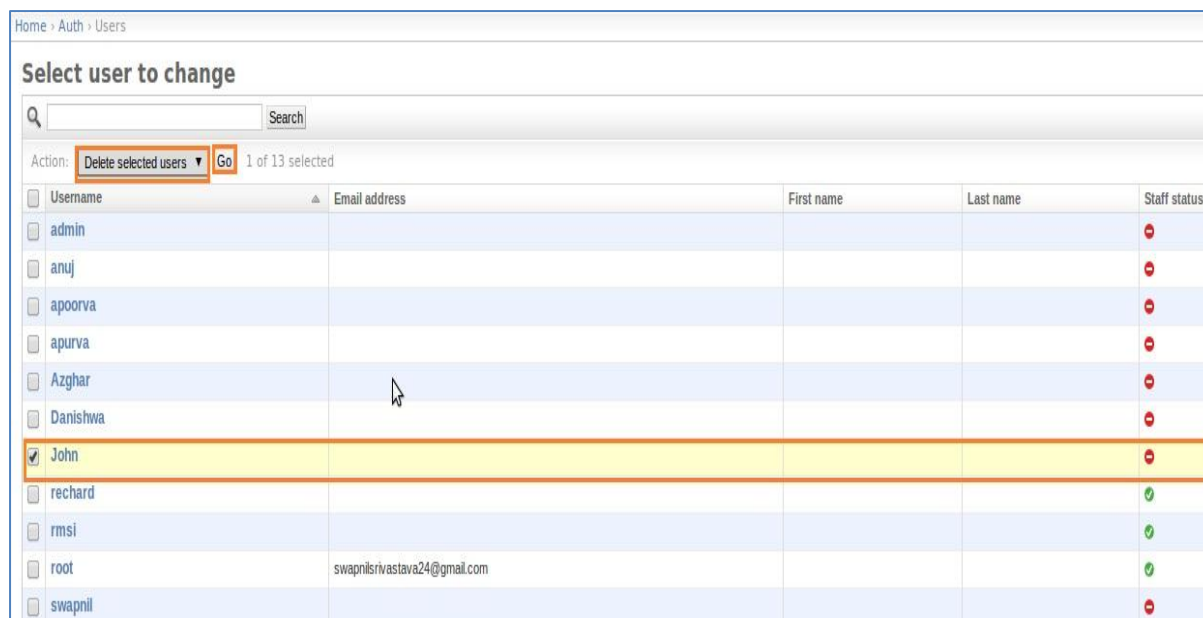 Home › Auth › Users
Select user to change
Search
Action: Delete selected users ▼ Go 1 of 13 selected
Username Email address First name Last name Staff status
admin
anuj
apoorva
apurva
Azghar
Danishwa
John
rechard
rmsi
root swapnilsrivastava24@gmail.com
swapnil